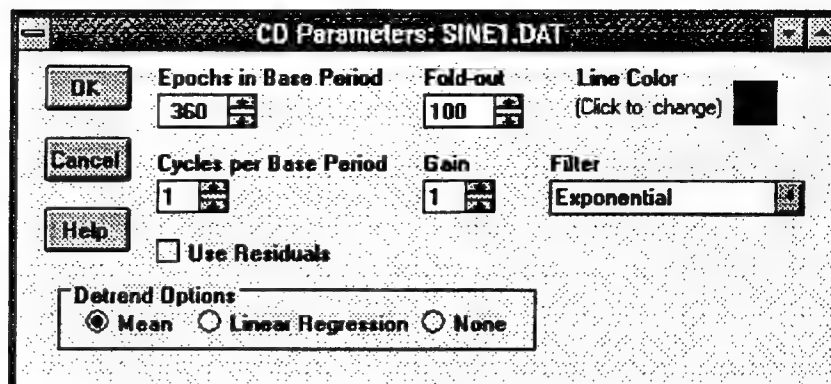 CD Parameters: SINE1.DAT
OK
Epochs in Base Period
Fold-out
Line Color
360
100
(Click to change)
Cancel
Cycles per Base Period
Gain
Filter
1
1
Exponential
Help
Use Residuals
Detrend Options
Mean
Linear Regression
None